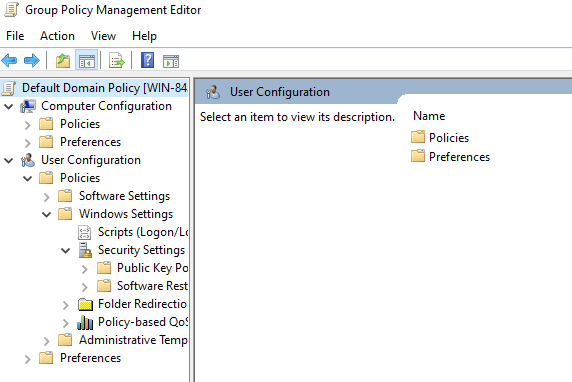 Group Policy Management Editor
File Action View Help
Default Domain Policy [WIN-84
Computer Configuration
Policies
Preferences
User Configuration
Policies
Software Settings
Windows Settings
Scripts (Logon/Lo
Security Settings
Public Key Po
Software Rest
Folder Redirectio
Policy-based QoS
Administrative Temp
Preferences
User Configuration
Select an item to view its description.
Name
Policies
Preferences